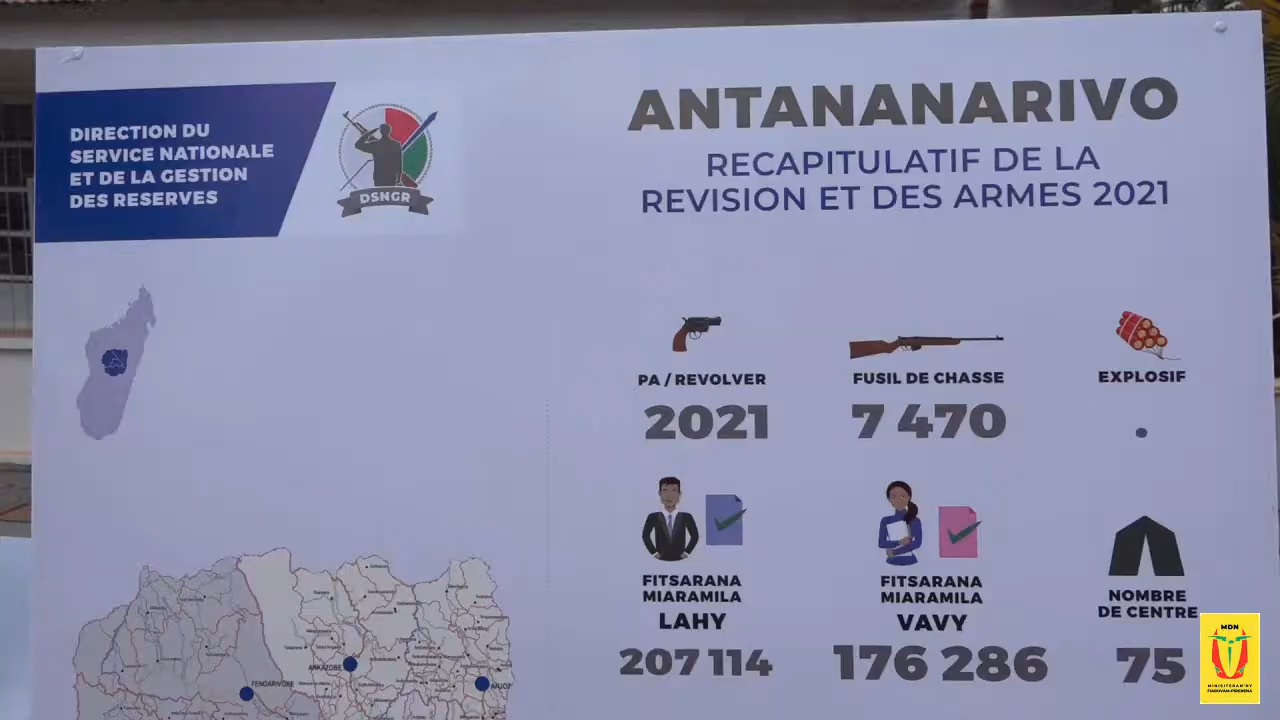 DIRECTION DU
SERVICE NATIONALE
ET DE LA GESTION
DES RESERVES
DSNGR
ANTANANARIVO
RECAPITULATIF DE LA
REVISION ET DES ARMES 2021
PA / REVOLVER
2021
FUSIL DE CHASSE
7 470
EXPLOSIF
.
FITSARANA
MIARAMILA
LAHY
207 114
FITSARANA
MIARAMILA
VAVY
176 286
NOMBRE
DE CENTRE
75
ANKAZOBE
FENOARIVOBE
MDN